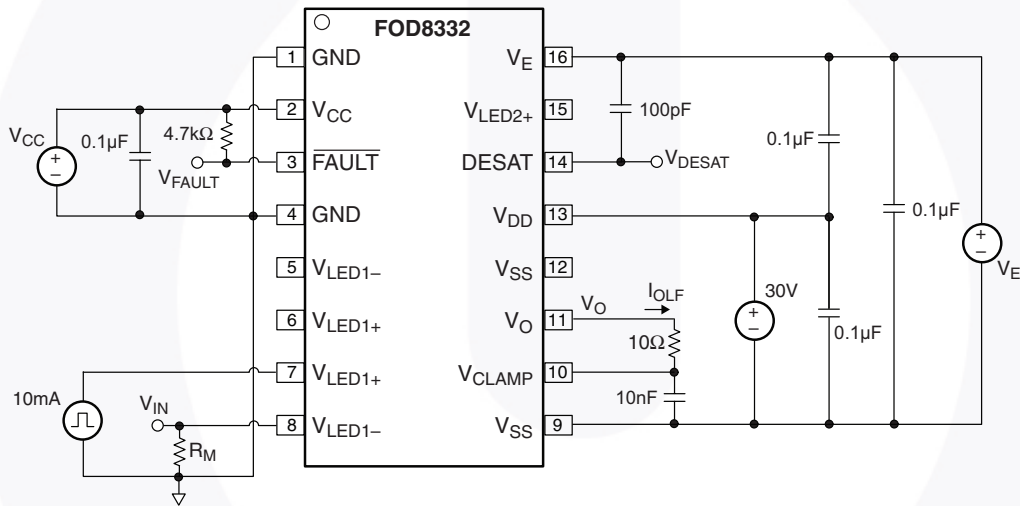 FOD8332
1 GND
2 VCC
3 FAULT
4 GND
5 VLED1–
6 VLED1+
7 VLED1+
8 VLED1–
VE 16
VLED2+ 15
DESAT 14
VDD 13
VSS 12
VO 11
VCLAMP 10
VSS 9
VCC
+
–
0.1µF
4.7kΩ
VFAULT
10mA
VIN
RM
100pF
VDESAT
0.1µF
0.1µF
0.1µF
+
–
VE
30V
+
–
VO
IOLF
10Ω
10nF